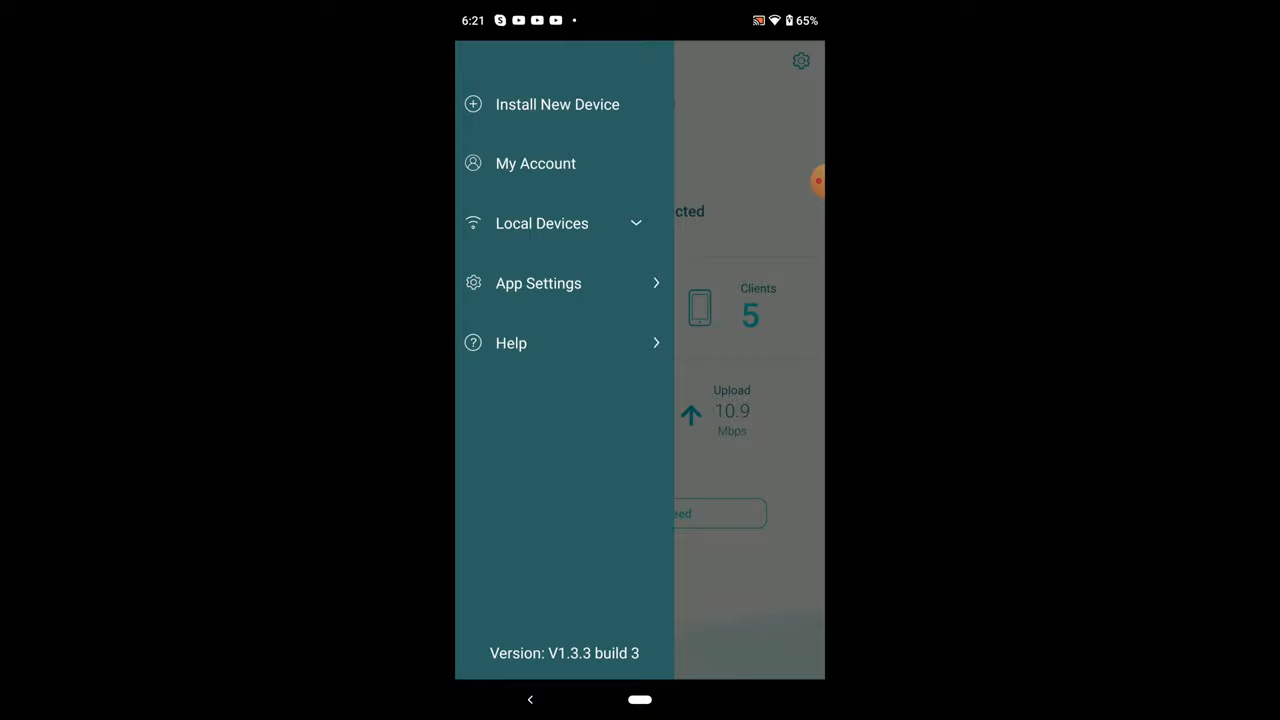 6:21
65%
Install New Device
My Account
Local Devices
App Settings
Help
cted
Clients
5
Upload
10.9
Mbps
eed
Version: V1.3.3 build 3